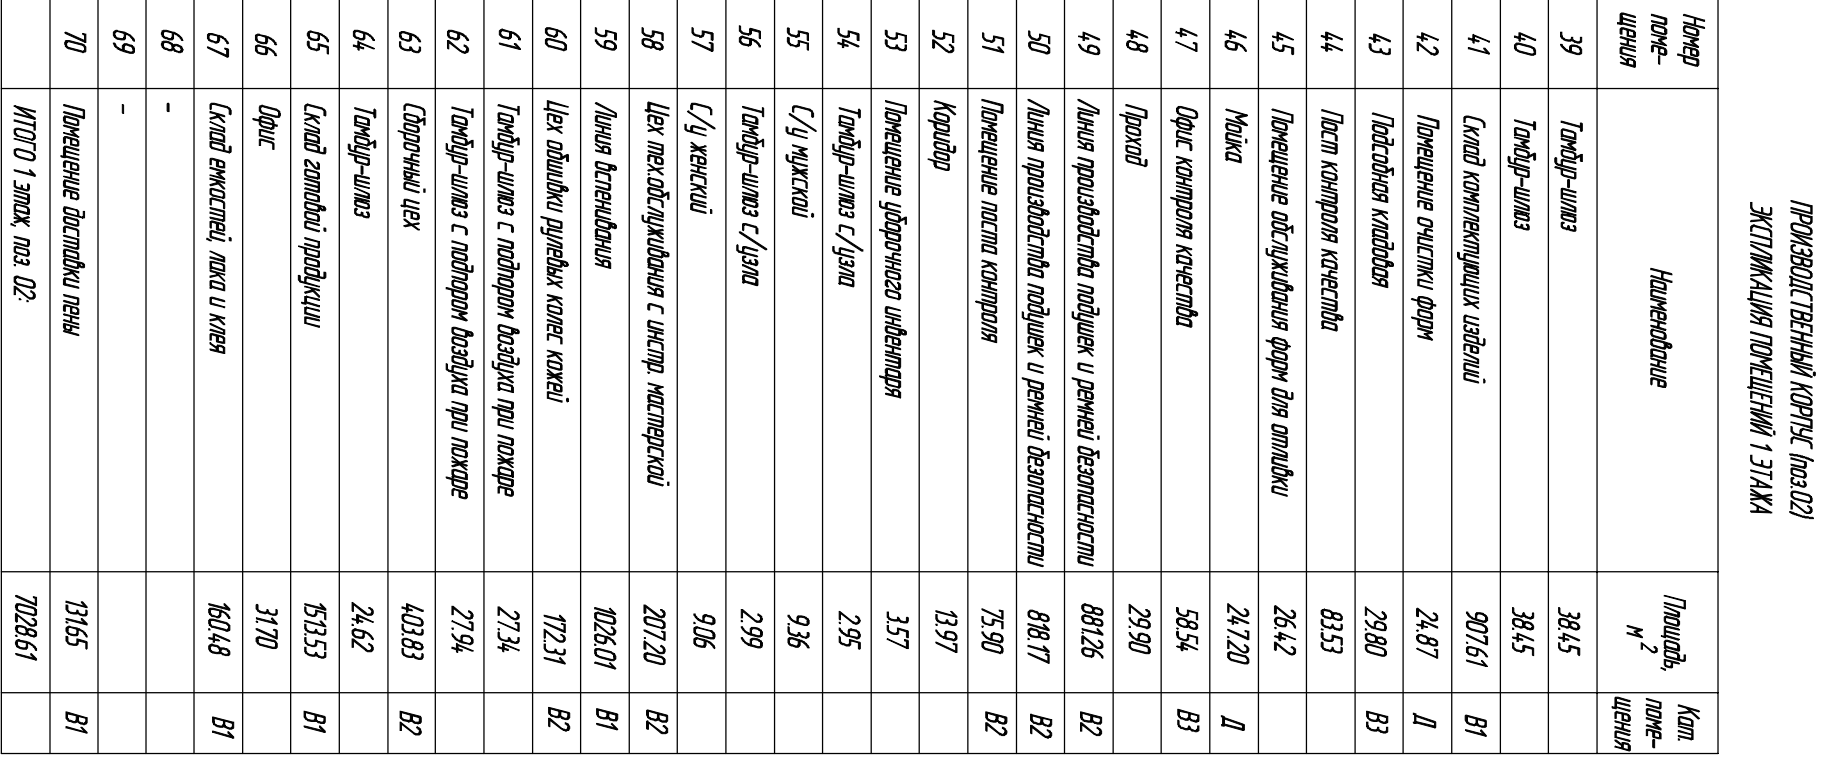 ПРОИЗВОДСТВЕННЫЙ КОРПУС (поз.02)
ЭКСПЛИКАЦИЯ ПОМЕЩЕНИЙ 1 ЭТАЖА
Номер поме-щения Наименование Площадь, м2 Кат. поме-щения
39 Тамбур-шлюз 38.45
40 Тамбур-шлюз 38.45
41 Склад комплектующих изделий 907.61 В1
42 Помещение очистки форм 24.87 Д
43 Подсобная кладовая 29.80 В3
44 Пост контроля качества 83.53
45 Помещение обслуживания форм для отливки 26.42
46 Мойка 247.20 Д
47 Офис контроля качества 58.54 В3
48 Проход 29.90
49 Линия производства подушек и ремней безопасности 881.26 В2
50 Линия производства подушек и ремней безопасности 818.17 В2
51 Помещение поста контроля 75.90 В2
52 Коридор 13.97
53 Помещение уборочного инвентаря 3.57
54 Тамбур-шлюз с/узла 2.95
55 С/у мужской 9.36
56 Тамбур-шлюз с/узла 2.99
57 С/у женский 9.06
58 Цех тех.обслуживания с инстр. мастерской 207.20 В2
59 Линия вспенивания 1026.01 В1
60 Цех обшивки рулевых колес кожей 172.31 В2
61 Тамбур-шлюз с подпором воздуха при пожаре 27.34
62 Тамбур-шлюз с подпором воздуха при пожаре 27.94
63 Сборочный цех 403.83 В2
64 Тамбур-шлюз 24.62
65 Склад готовой продукции 1513.53 В1
66 Офис 31.70
67 Склад емкостей, лака и клея 160.48 В1
68 -
69 -
70 Помещение доставки пены 131.65 В1
ИТОГО 1 этаж, поз. 02: 7028.61